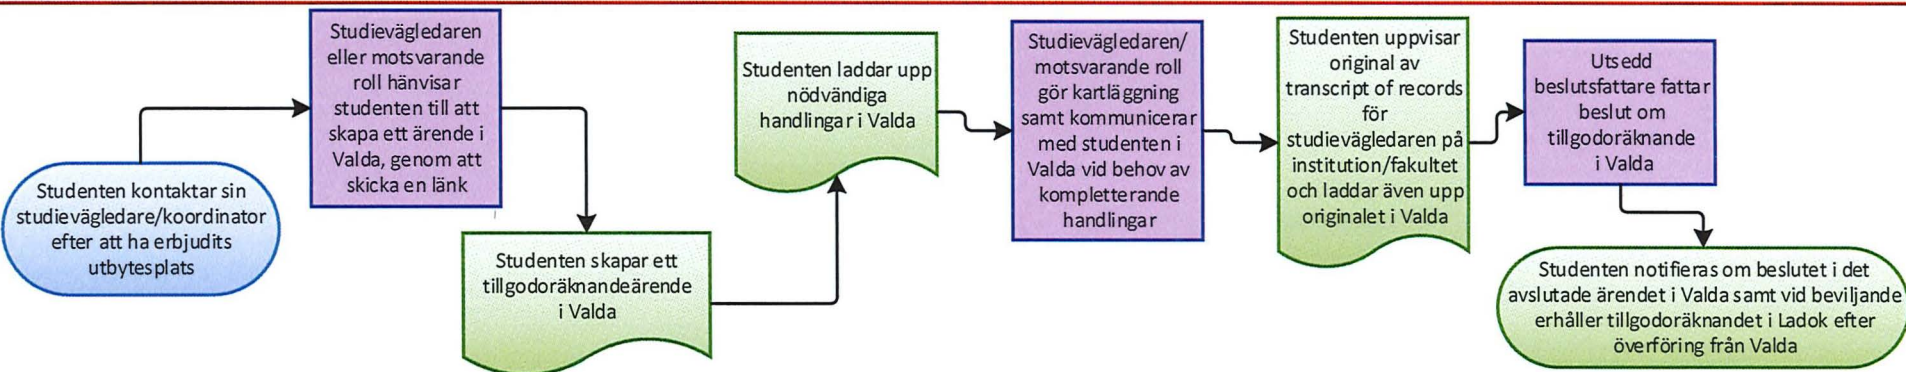 Studenten kontaktar sin
studievägledare/koordinator
efter att ha erbjudits
utbytesplats
Studievägledaren
eller motsvarande
roll hänvisar
studenten till att
skapa ett ärende i
Valda, genom att
skicka en länk
Studenten skapar ett
tillgodoräknandeärende
i Valda
Studenten laddar upp
nödvändiga
handlingar i Valda
Studievägledaren/
motsvarande roll
gör kartläggning
samt kommunicerar
med studenten i
Valda vid behov av
kompletterande
handlingar
Studenten uppvisar
original av
transcript of records
för
studievägledaren på
institution/fakultet
och laddar även upp
originalet i Valda
Utsedd
beslutsfattare fattar
beslut om
tillgodoräknande
i Valda
Studenten notifieras om beslutet i det
avslutade ärendet i Valda samt vid beviljande
erhåller tillgodoräknandet i Ladok efter
överföring från Valda